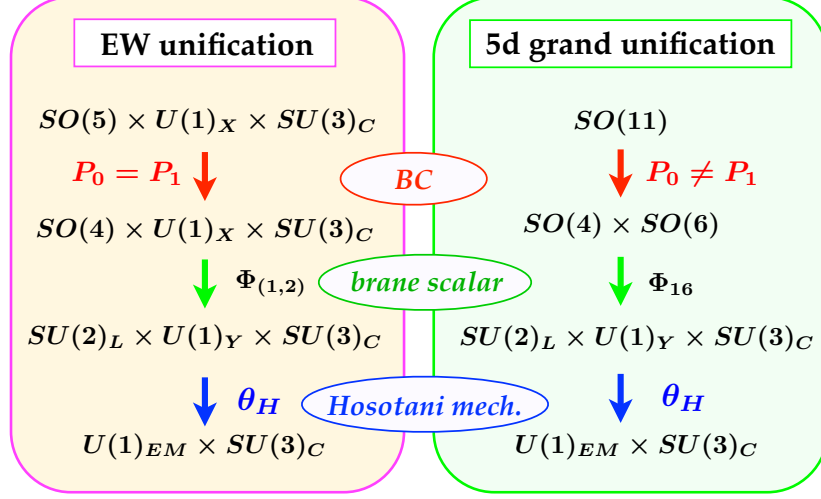 EW unification
SO(5) × U(1)_X × SU(3)_C
P_0 = P_1
SO(4) × U(1)_X × SU(3)_C
Φ_(1,2)
SU(2)_L × U(1)_Y × SU(3)_C
θ_H
U(1)_EM × SU(3)_C
BC
brane scalar
Hosotani mech.
5d grand unification
SO(11)
P_0 ≠ P_1
SO(4) × SO(6)
Φ_16
SU(2)_L × U(1)_Y × SU(3)_C
θ_H
U(1)_EM × SU(3)_C